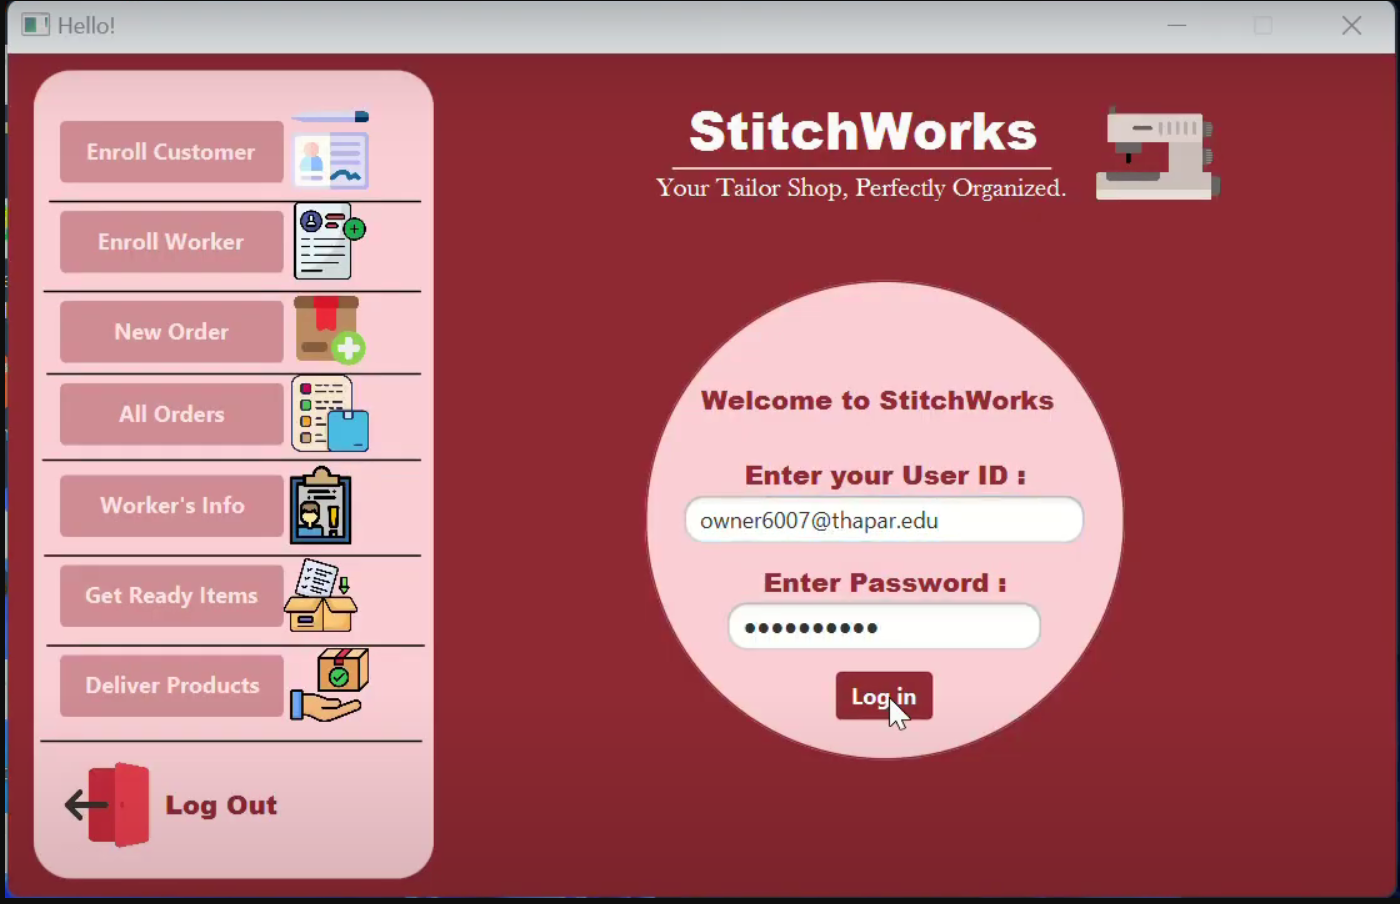 Hello!
Enroll Customer
Enroll Worker
New Order
All Orders
Worker's Info
Get Ready Items
Deliver Products
Log Out
StitchWorks
Your Tailor Shop, Perfectly Organized.
Welcome to StitchWorks
Enter your User ID :
owner6007@thapar.edu
Enter Password :
●●●●●●●●●●
Log in